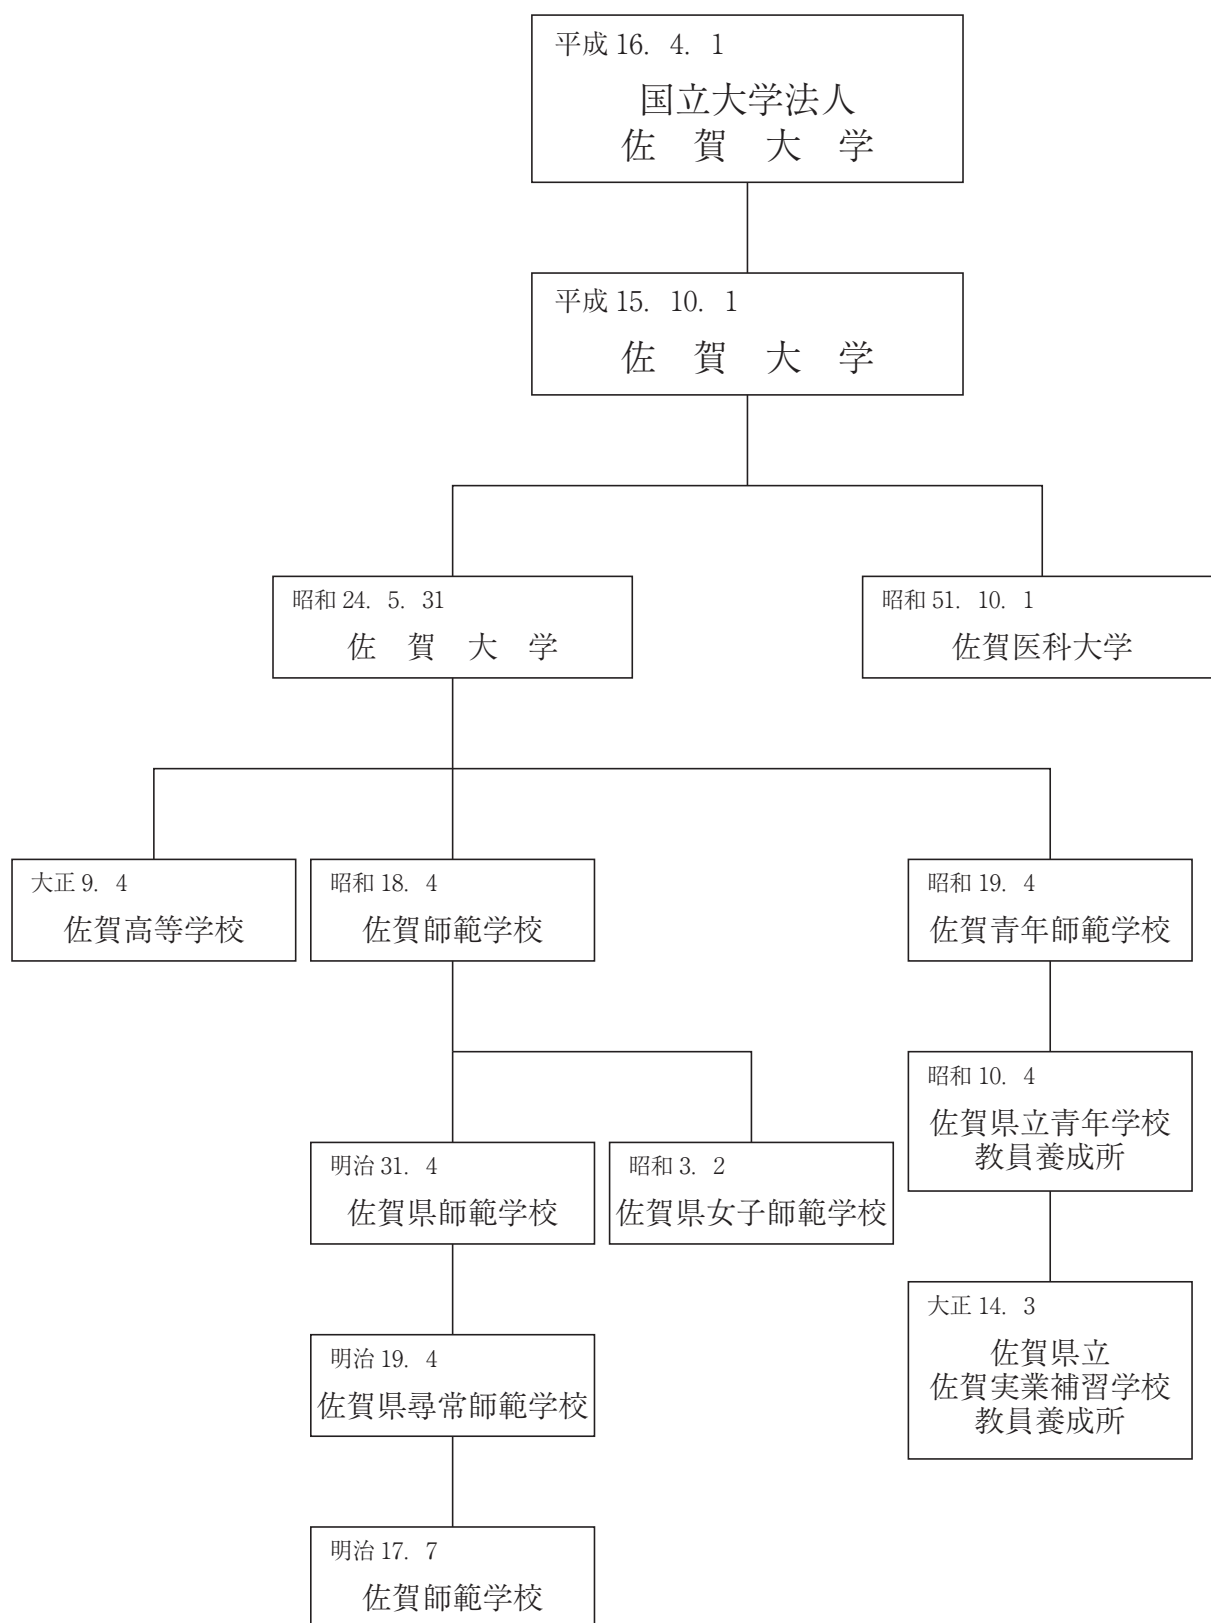 平成 16. 4. 1
国立大学法人
佐 賀 大 学
平成 15. 10. 1
佐 賀 大 学
昭和 24. 5. 31
佐 賀 大 学
昭和 51. 10. 1
佐賀医科大学
大正 9. 4
佐賀高等学校
昭和 18. 4
佐賀師範学校
昭和 19. 4
佐賀青年師範学校
昭和 10. 4
佐賀県立青年学校
教員養成所
明治 31. 4
佐賀県師範学校
昭和 3. 2
佐賀県女子師範学校
大正 14. 3
佐賀県立
佐賀実業補習学校
教員養成所
明治 19. 4
佐賀県尋常師範学校
明治 17. 7
佐賀師範学校